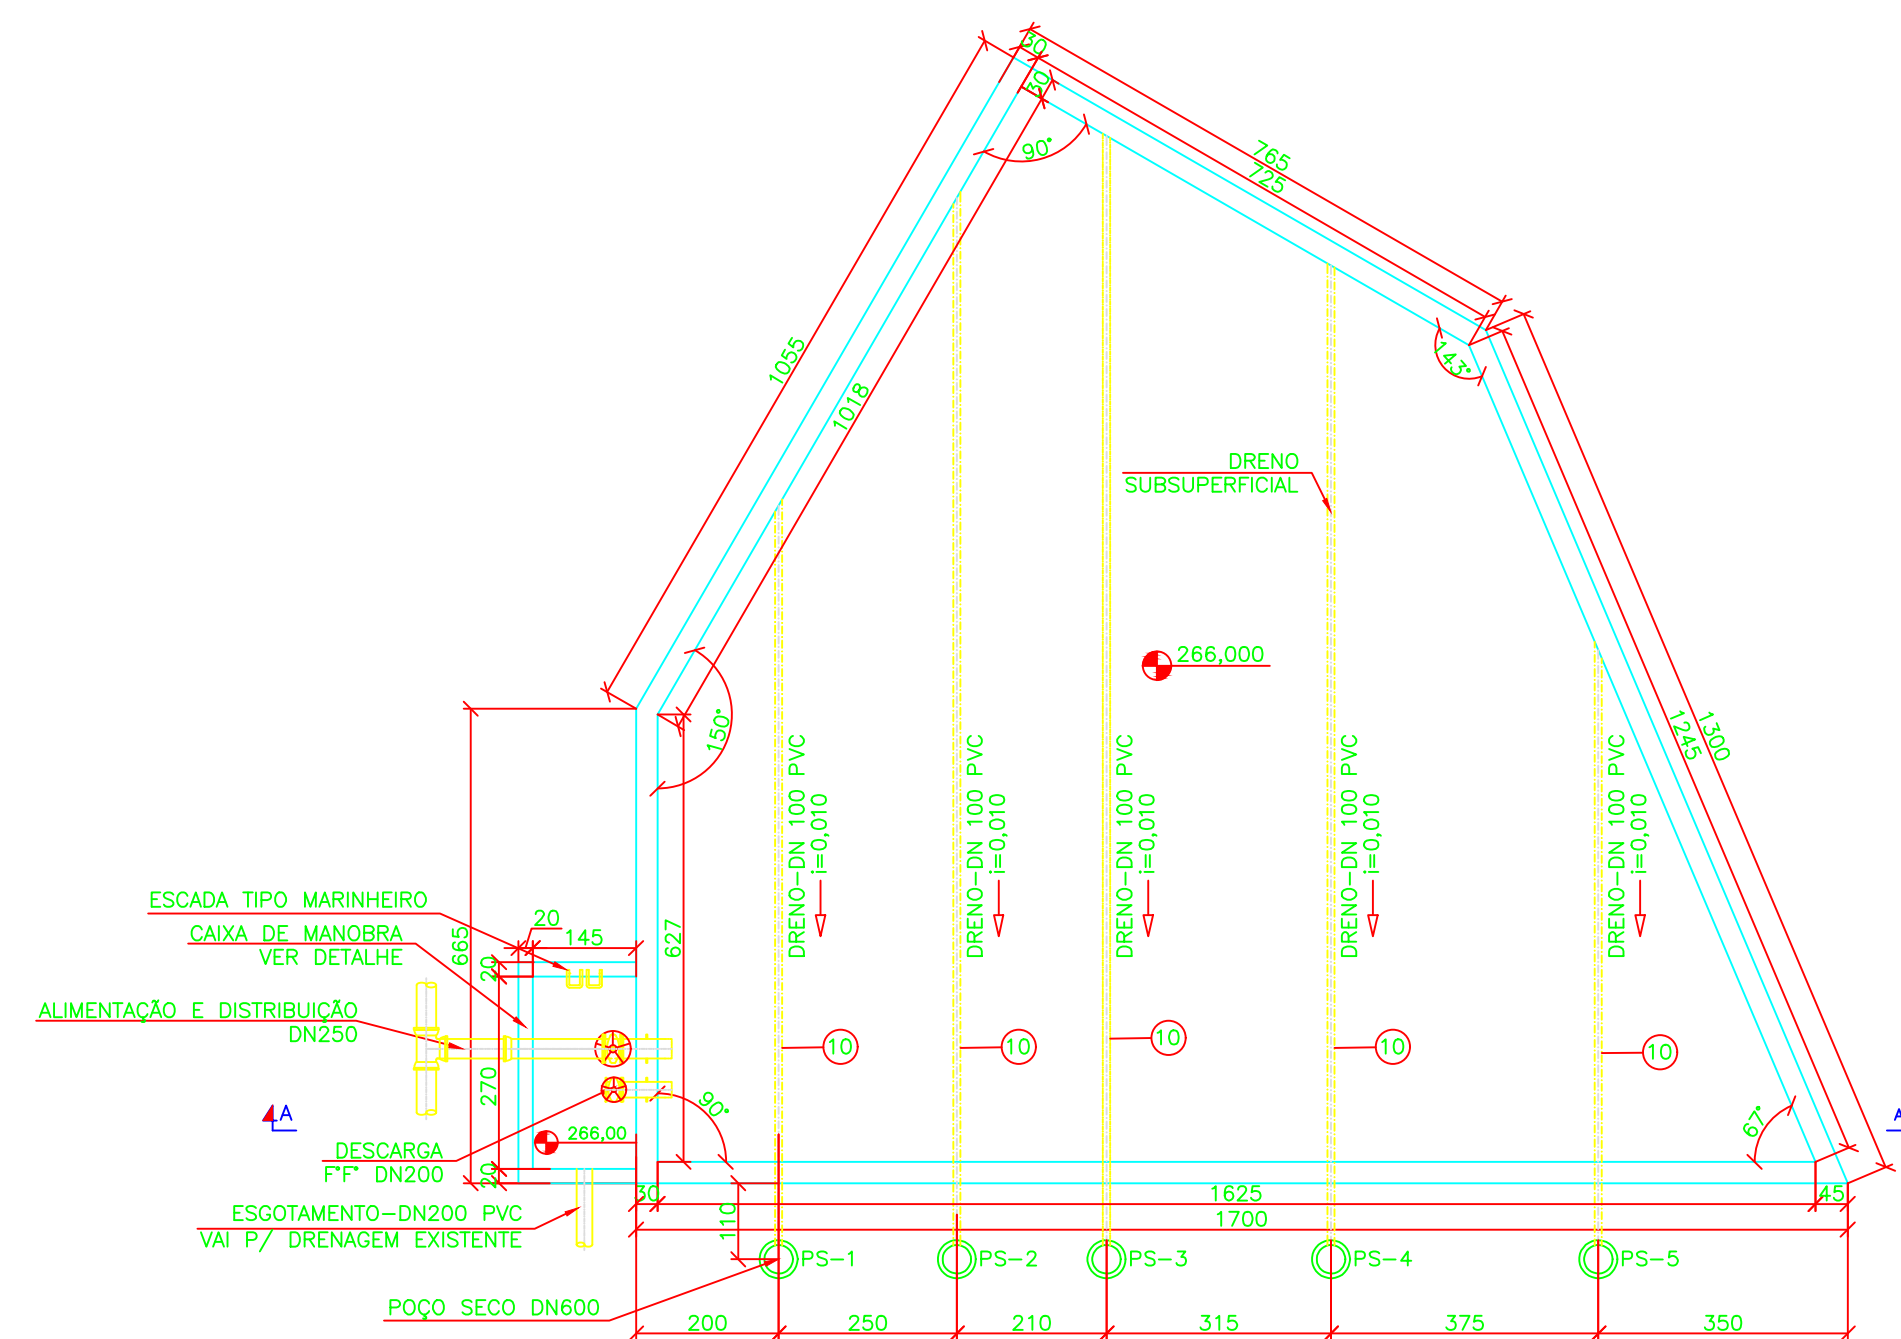 30
30
90°
765
725
1055
1018
143°
DRENO
SUBSUPERFICIAL
266,000
150°
1245
1300
DRENO-DN 100 PVC
i=0,010
DRENO-DN 100 PVC
i=0,010
DRENO-DN 100 PVC
i=0,010
DRENO-DN 100 PVC
i=0,010
DRENO-DN 100 PVC
i=0,010
ESCADA TIPO MARINHEIRO
CAIXA DE MANOBRA
VER DETALHE
665
20
145
627
20
ALIMENTAÇÃO E DISTRIBUIÇÃO
DN250
10
10
10
10
10
270
90°
67°
A
A
266,00
DESCARGA
F°F° DN200
20
30
1625
45
110
1700
ESGOTAMENTO-DN200 PVC
VAI P/ DRENAGEM EXISTENTE
PS-1
PS-2
PS-3
PS-4
PS-5
POÇO SECO DN600
200
250
210
315
375
350